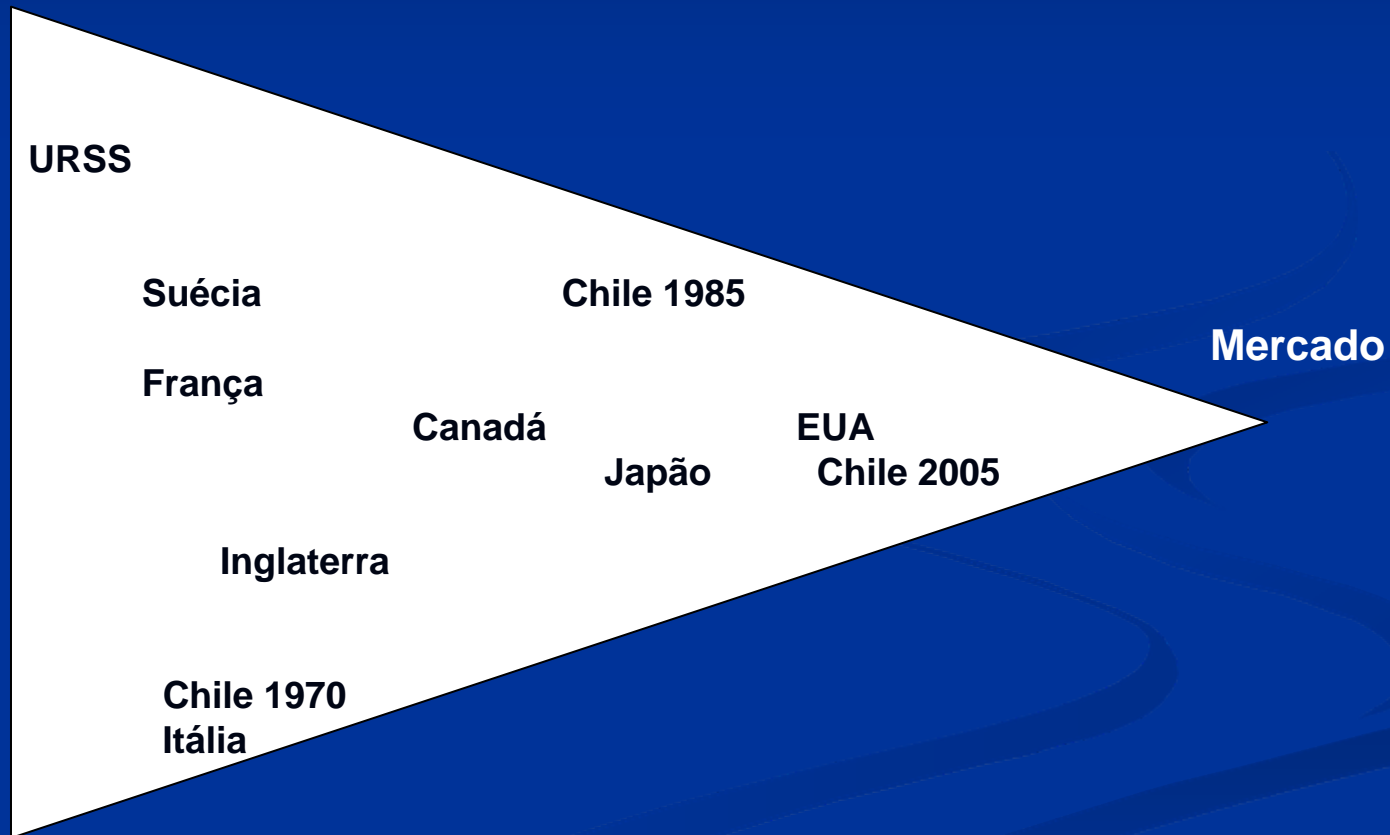 URSS
Suécia Chile 1985
Mercado
França
Canadá EUA
Japão Chile 2005
Inglaterra
Chile 1970
Itália